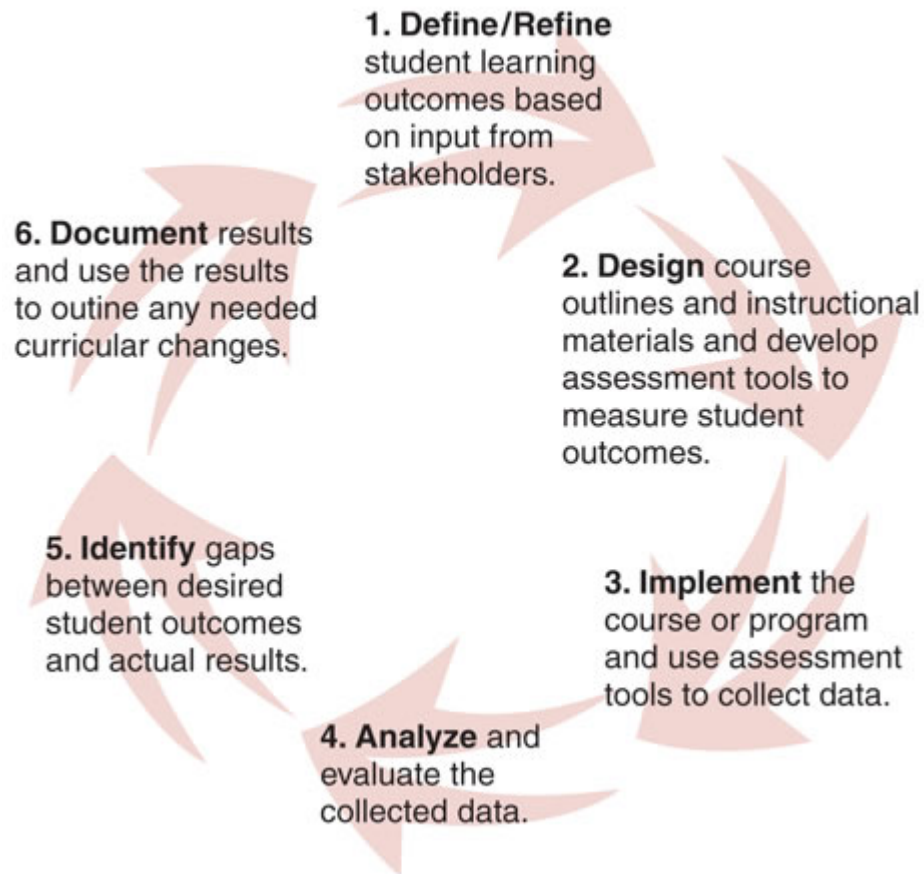 1. Define/Refine
student learning
outcomes based
on input from
stakeholders.
2. Design course
outlines and instructional
materials and develop
assessment tools to
measure student
outcomes.
3. Implement the
course or program
and use assessment
tools to collect data.
4. Analyze and
evaluate the
collected data.
5. Identify gaps
between desired
student outcomes
and actual results.
6. Document results
and use the results
to outine any needed
curricular changes.